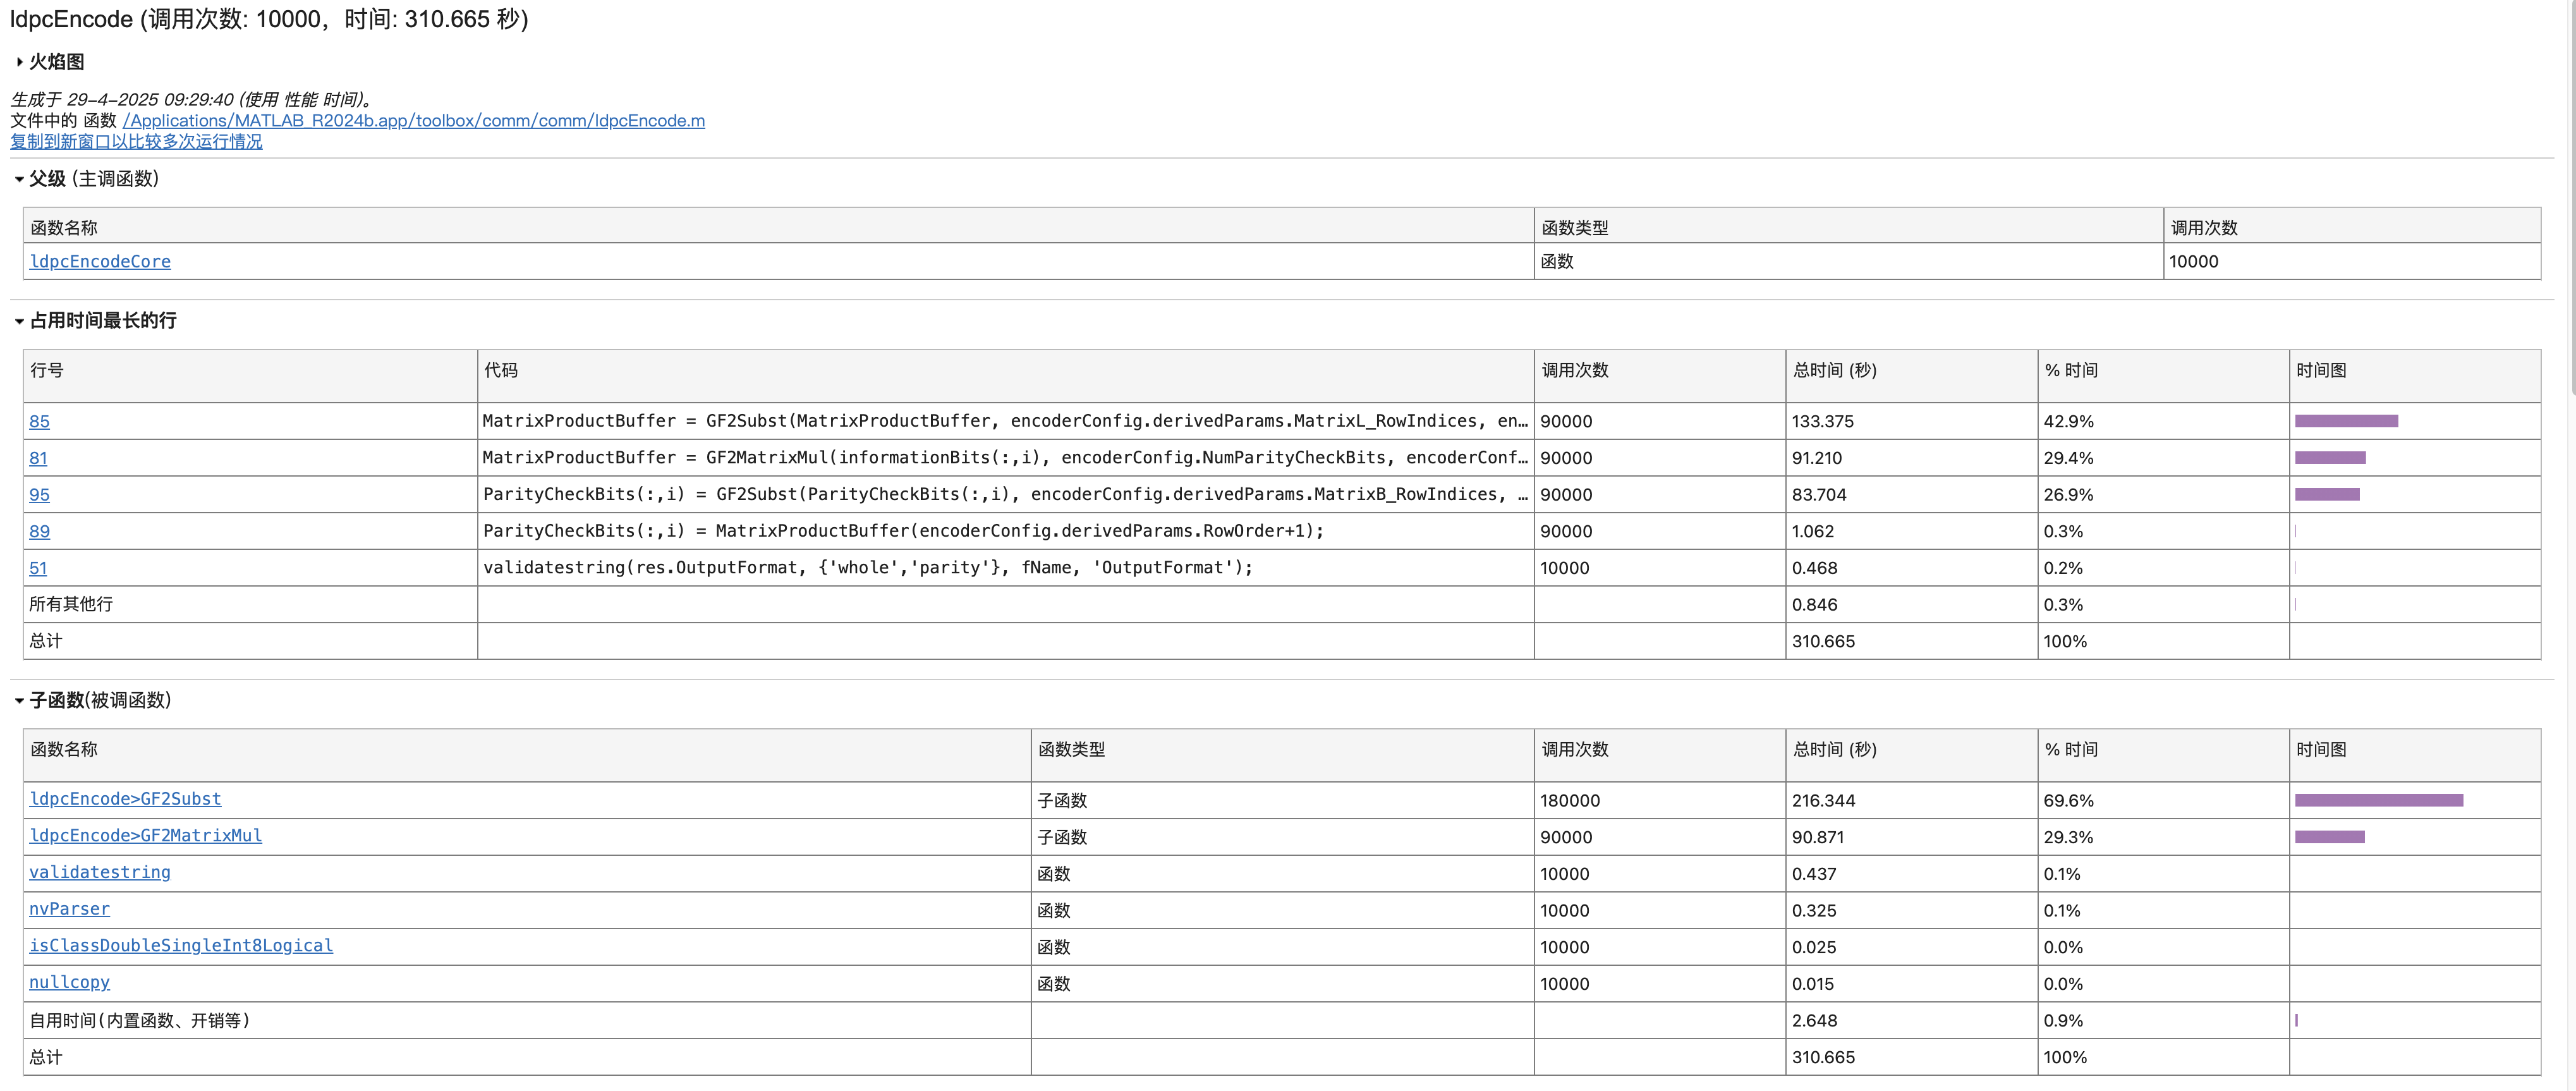 ldpcEncode (调用次数: 10000，时间: 310.665 秒)
火焰图
生成于 29-4-2025 09:29:40 (使用 性能 时间)。
文件中的 函数 /Applications/MATLAB_R2024b.app/toolbox/comm/comm/ldpcEncode.m
复制到新窗口以比较多次运行情况
父级 (主调函数)
函数名称 函数类型 调用次数
ldpcEncodeCore 函数 10000
占用时间最长的行
行号 代码 调用次数 总时间 (秒) % 时间 时间图
85 MatrixProductBuffer = GF2Subst(MatrixProductBuffer, encoderConfig.derivedParams.MatrixL_RowIndices, en… 90000 133.375 42.9%
81 MatrixProductBuffer = GF2MatrixMul(informationBits(:,i), encoderConfig.NumParityCheckBits, encoderConf… 90000 91.210 29.4%
95 ParityCheckBits(:,i) = GF2Subst(ParityCheckBits(:,i), encoderConfig.derivedParams.MatrixB_RowIndices, … 90000 83.704 26.9%
89 ParityCheckBits(:,i) = MatrixProductBuffer(encoderConfig.derivedParams.RowOrder+1); 90000 1.062 0.3%
51 validatestring(res.OutputFormat, {'whole','parity'}, fName, 'OutputFormat'); 10000 0.468 0.2%
所有其他行 0.846 0.3%
总计 310.665 100%
子函数(被调函数)
函数名称 函数类型 调用次数 总时间 (秒) % 时间 时间图
ldpcEncode>GF2Subst 子函数 180000 216.344 69.6%
ldpcEncode>GF2MatrixMul 子函数 90000 90.871 29.3%
validatestring 函数 10000 0.437 0.1%
nvParser 函数 10000 0.325 0.1%
isClassDoubleSingleInt8Logical 函数 10000 0.025 0.0%
nullcopy 函数 10000 0.015 0.0%
自用时间(内置函数、开销等) 2.648 0.9%
总计 310.665 100%